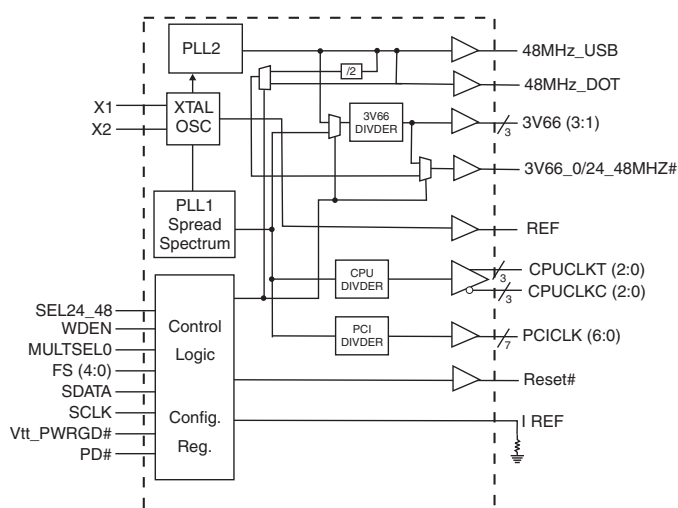 PLL2
/2
48MHz_USB
48MHz_DOT
X1
X2
XTAL
OSC
3V66
DIVDER
3
3V66 (3:1)
3V66_0/24_48MHZ#
PLL1
Spread
Spectrum
REF
CPU
DIVDER
3
CPUCLKT (2:0)
3
CPUCLKC (2:0)
PCI
DIVDER
7
PCICLK (6:0)
SEL24_48
WDEN
MULTSEL0
FS (4:0)
SDATA
SCLK
Vtt_PWRGD#
PD#
Control
Logic
Config.
Reg.
Reset#
I REF